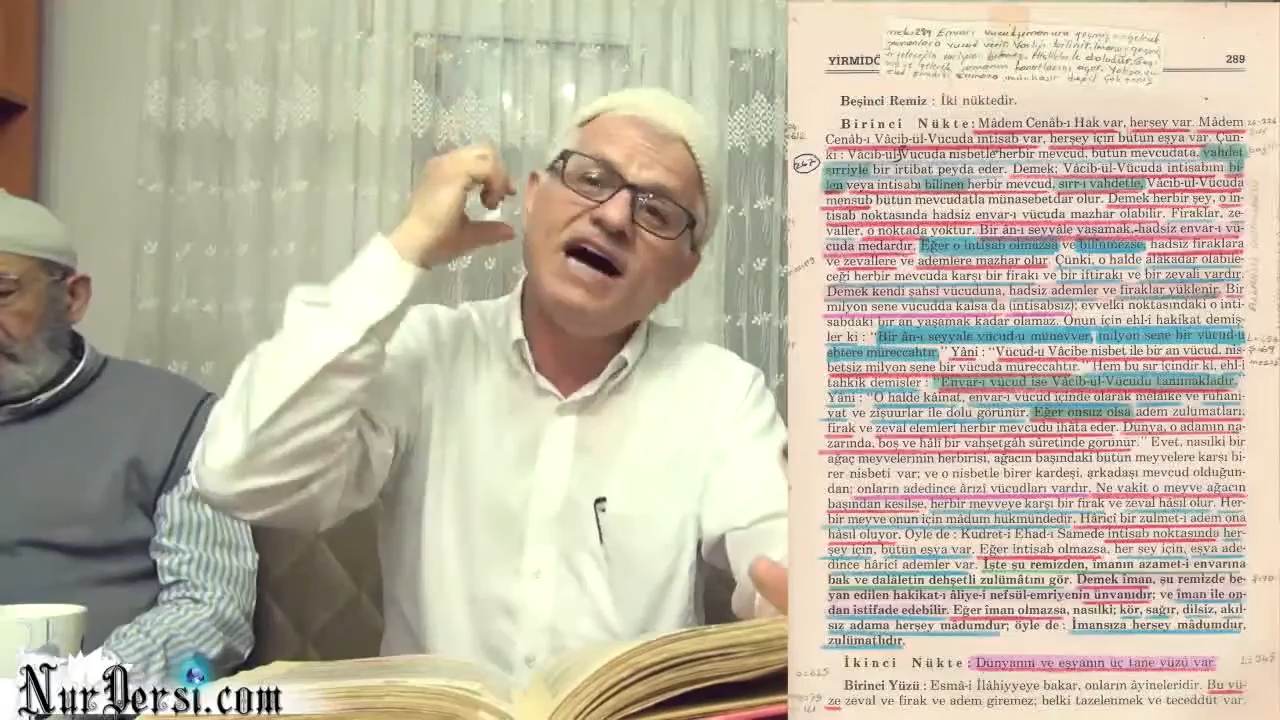 YİRMİDÖ 289
Beşinci Remiz : İki nüktedir.
Birinci Nükte: Mâdem Cenâb-ı Hak var, herşey var. Mâdem
Cenâb-ı Vâcib-ül-Vücuda intisab var, herşey için bütün eşya var. Çün-
ki : Vâcib-ül-Vücuda nisbetle herbir mevcud, bütün mevcudata, vahdet
sırriyle bir irtibat peyda eder. Demek; Vâcib-ül-Vücuda intisabını bi-
len veya intisabı bilinen herbir mevcud, sırr-ı vahdetle, Vâcib-ül-Vücuda
mensub bütün mevcudatla münasebetdar olur. Demek herbir şey, o in-
tisab noktasında hadsiz envar-ı vücuda mazhar olabilir. Firaklar, ze-
valler, o noktada yoktur. Bir ân-ı seyyâle yaşamak, hadsiz envar-ı vü-
cuda medardır. Eğer o intisab olmazsa ve bilinmezse, hadsiz firaklara
ve zevallere ve ademlere mazhar olur. Çünki, o halde alâkadar olabile-
ceği herbir mevcuda karşı bir firakı ve bir iftirakı ve bir zevali vardır.
Demek kendi şahsî vücuduna, hadsiz ademler ve firaklar yüklenir. Bir
milyon sene vücudda kalsa da (intisabsız); evvelki noktasındaki o inti-
sabdaki bir an yaşamak kadar olamaz. Onun için ehl-i hakikat demiş-
ler ki : "Bir ân-ı seyyale vücud-u münevver, milyon sene bir vücud-u
ebtere müreccahtır." Yâni : "Vücud-u Vâcibe nisbet ile bir an vücud, nis-
betsiz milyon sene bir vücuda müreccahtır." Hem bu sır içindir ki, ehl-i
tahkik demişler : "Envar-ı vücud ise Vâcib-ül-Vücudu tanımakladır."
Yâni : "O halde kâinat, envar-ı vücud içinde olarak melâike ve ruhani-
yat ve zîşuurlar ile dolu görünür. Eğer onsuz olsa adem zulümatları,
firak ve zeval elemleri herbir mevcudu ihâta eder. Dünya, o adamın na-
zarında, boş ve hâlî bir vahşetgâh sûretinde görünür." Evet, nasılki bir
ağaç meyvelerinin herbirisi, ağacın başındaki bütün meyvelere karşı bi-
rer nisbeti var; ve o nisbetle birer kardeşi, arkadaşı mevcud olduğun-
dan; onların adedince ârızî vücudları vardır. Ne vakit o meyve ağacın
başından kesilse, herbir meyveye karşı bir firak ve zeval hâsıl olur. Her-
bir meyve onun için mâdum hükmündedir. Hâricî bir zulmet-i adem ona
hâsıl oluyor. Öyle de : Kudret-i Ehad-ı Samede intisab noktasında her-
şey için, bütün eşya var. Eğer intisab olmazsa, her şey için, eşya ade-
dince hâricî ademler var. İşte şu remizden, imanın azamet-i envarına
bak ve dalâletin dehşetli zulümâtını gör. Demek iman, şu remizde be-
yan edilen hakikat-ı âliye-i nefsül-emriyenin ünvanıdır; ve iman ile on-
dan istifade edebilir. Eğer îman olmazsa, nasılki; kör, sağır, dilsiz, akıl-
sız adama herşey mâdumdur; öyle de : İmansıza herşey mâdumdur,
zulümatlıdır.
İkinci Nükte: Dünyanın ve eşyanın üç tane yüzü var.
Birinci Yüzü : Esmâ-i İlâhiyyeye bakar, onların âyineleridir. Bu yü-
ze zeval ve firak ve adem giremez; belki tazelenmek ve teceddüt var.
NurDersi.com